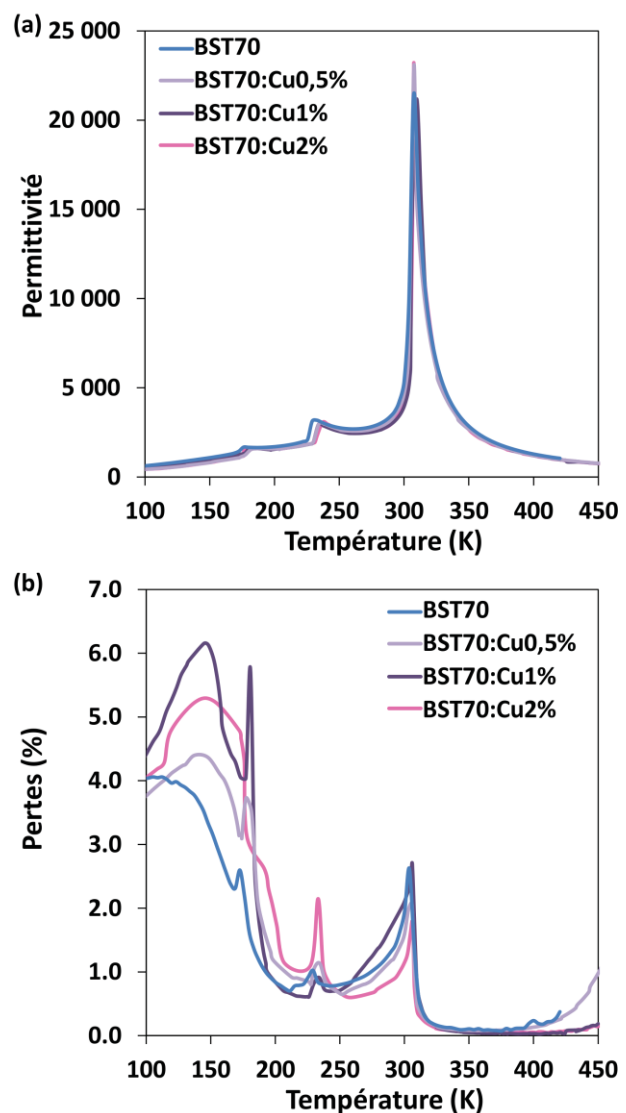 (a)
BST70
BST70:Cu0,5%
BST70:Cu1%
BST70:Cu2%
25 000
20 000
15 000
10 000
5 000
0
Permittivité
100 150 200 250 300 350 400 450
Température (K)
(b)
BST70
BST70:Cu0,5%
BST70:Cu1%
BST70:Cu2%
7.0
6.0
5.0
4.0
3.0
2.0
1.0
0.0
Pertes (%)
100 150 200 250 300 350 400 450
Température (K)